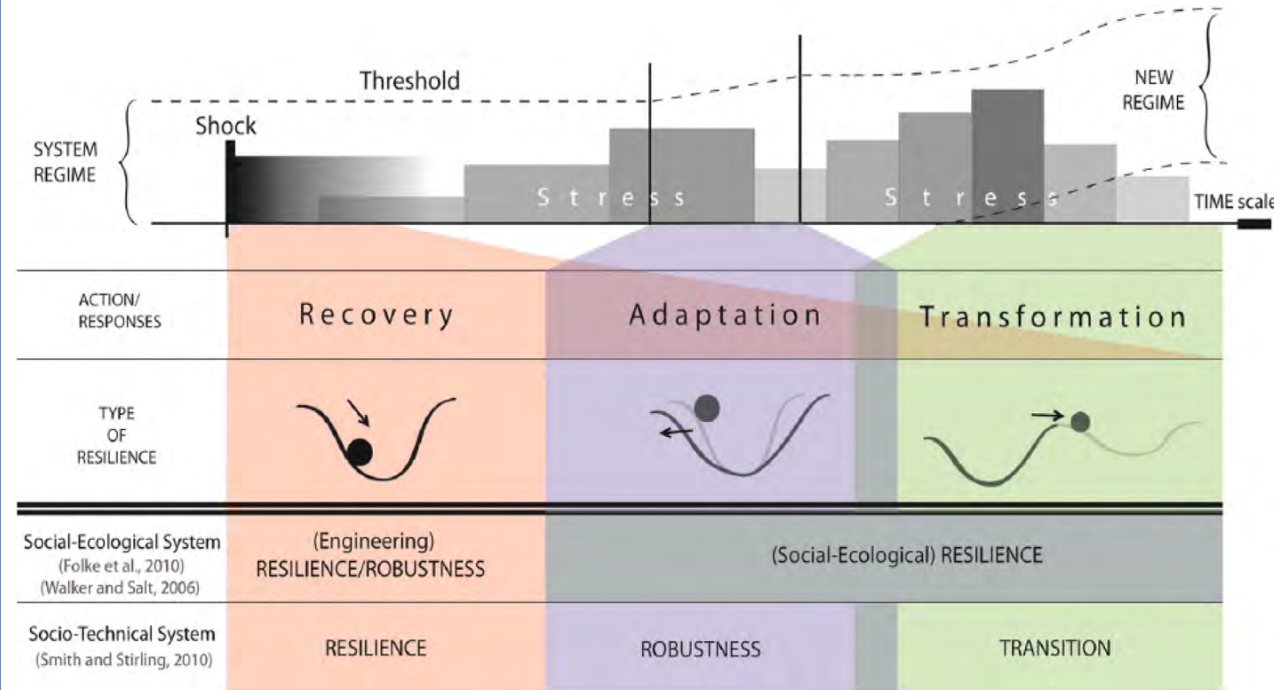 Threshold
NEW
REGIME
Shock
SYSTEM
REGIME
Stress
Stress
TIME scale
ACTION/
RESPONSES
Recovery
Adaptation
Transformation
TYPE
OF
RESILIENCE
Social-Ecological System
(Folke et al., 2010)
(Walker and Salt, 2006)
(Engineering)
RESILIENCE/ROBUSTNESS
(Social-Ecological) RESILIENCE
Socio-Technical System
(Smith and Stirling, 2010)
RESILIENCE
ROBUSTNESS
TRANSITION